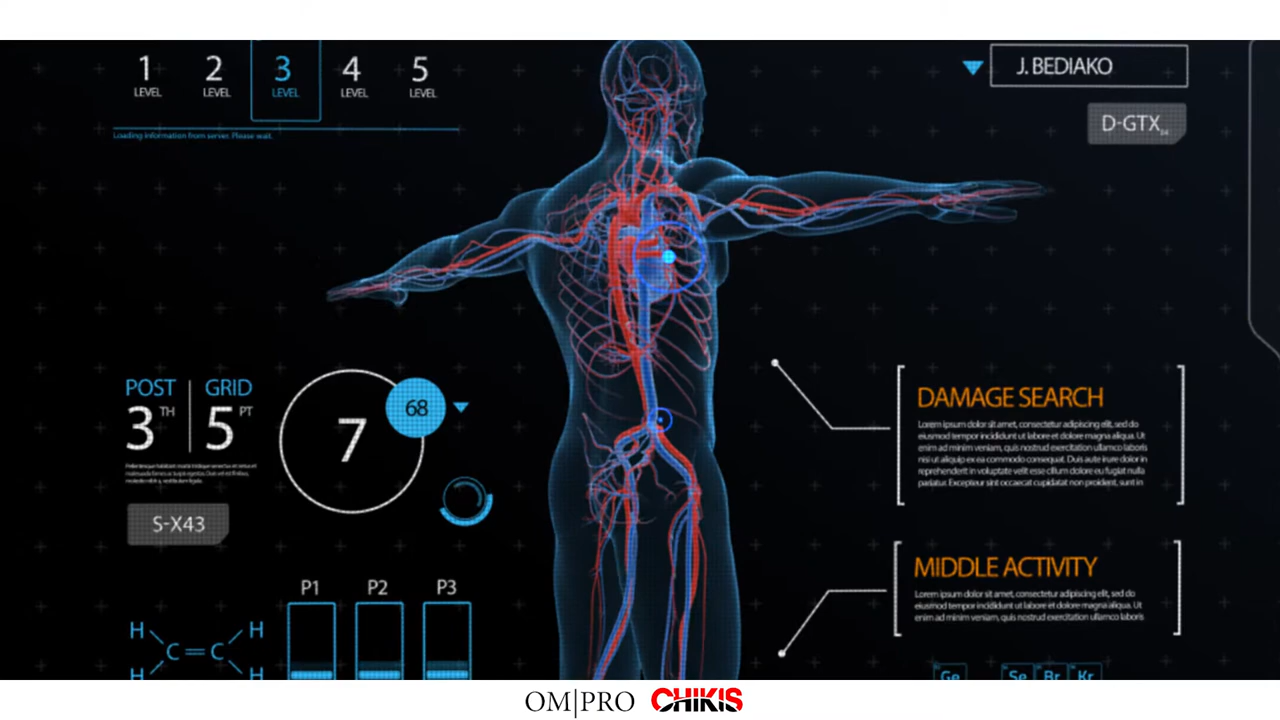 1 2 3 4 5
LEVEL LEVEL LEVEL LEVEL LEVEL
Loading information from server. Please wait.
J. BEDIAKO
D-GTX
POST GRID
3 TH 5 PT
7
68
S-X43
P1 P2 P3
H H
C = C
H H
DAMAGE SEARCH
Lorem ipsum dolor sit amet, consectetur adipiscing elit, sed do
eiusmod tempor incididunt ut labore et dolore magna aliqua. Ut
enim ad minim veniam, quis nostrud exercitation ullamco laboris
nisi ut aliquip ex ea commodo consequat. Duis aute irure dolor in
reprehenderit in voluptate velit esse cillum dolore eu fugiat nulla
pariatur. Excepteur sint occaecat cupidatat non proident, sunt in
MIDDLE ACTIVITY
Lorem ipsum dolor sit amet, consectetur adipiscing elit, sed do
eiusmod tempor incididunt ut labore et dolore magna aliqua. Ut
enim ad minim veniam, quis nostrud exercitation ullamco laboris
Ge Se Br Kr
OM|PRO CHIKIS